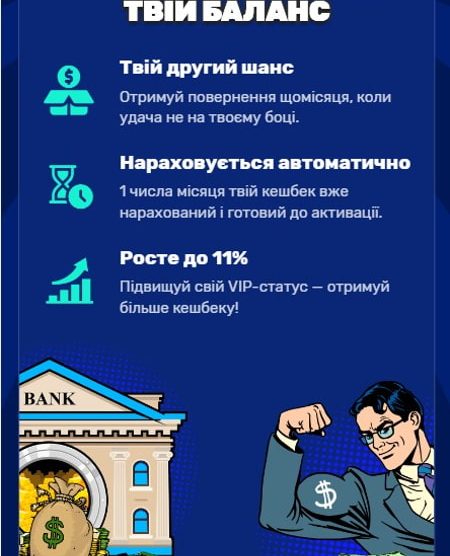 ТВІЙ БАЛАНС
Твій другий шанс
Отримуй повернення щомісяця, коли
удача не на твоєму боці.
Нараховується автоматично
1 числа місяця твій кешбек вже
нарахований і готовий до активації.
Росте до 11%
Підвищуй свій VIP-статус — отримуй
більше кешбеку!
BANK
$
$
$